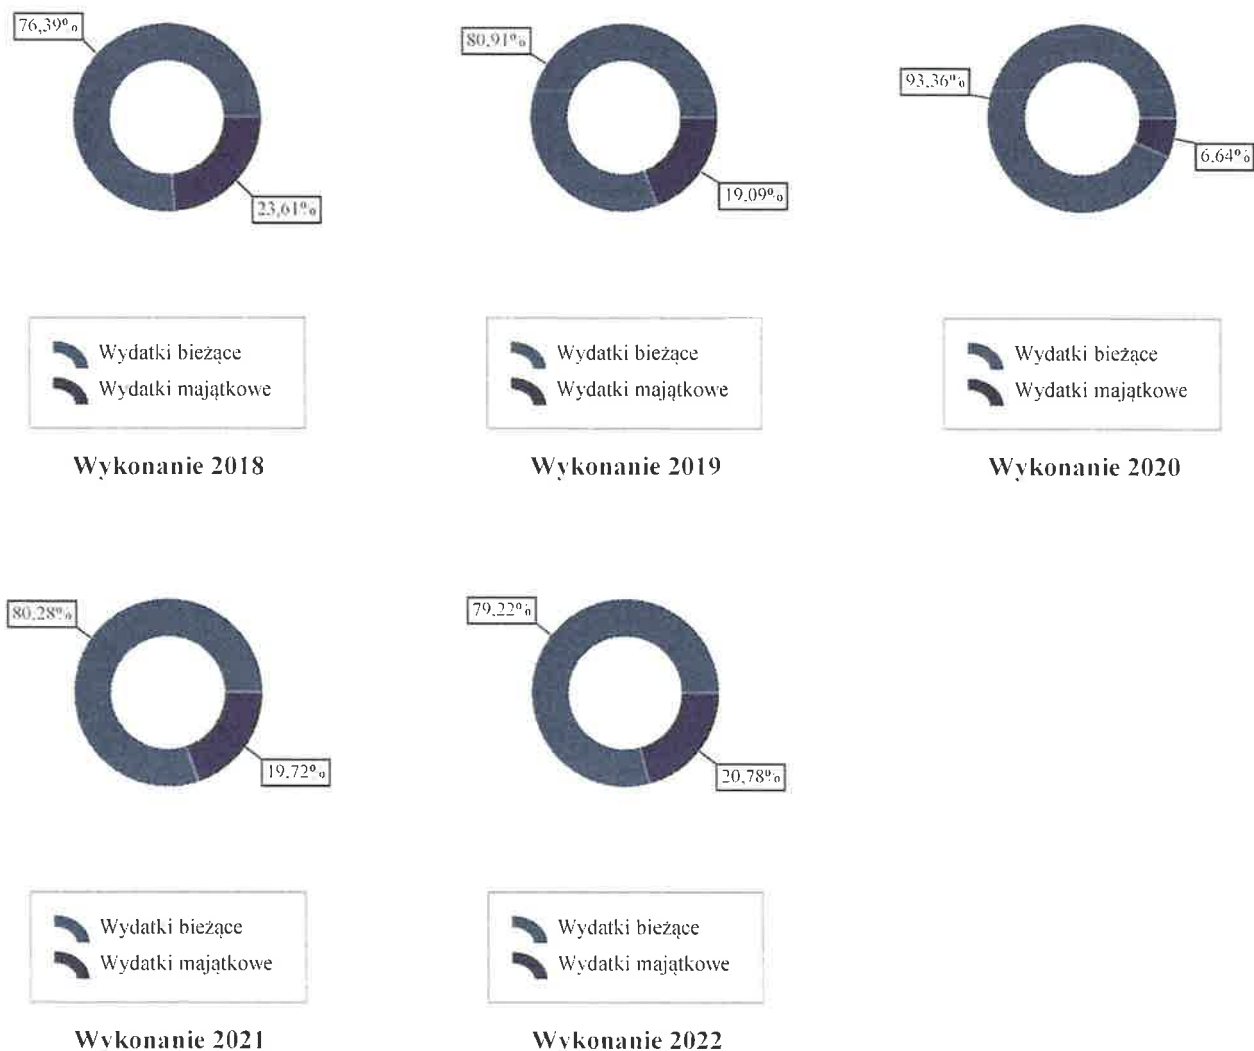 76,39%
23,61%
Wydatki bieżące
Wydatki majątkowe
Wykonanie 2018
80,91%
19,09%
Wydatki bieżące
Wydatki majątkowe
Wykonanie 2019
93,36%
6,64%
Wydatki bieżące
Wydatki majątkowe
Wykonanie 2020
80,28%
19,72%
Wydatki bieżące
Wydatki majątkowe
Wykonanie 2021
79,22%
20,78%
Wydatki bieżące
Wydatki majątkowe
Wykonanie 2022